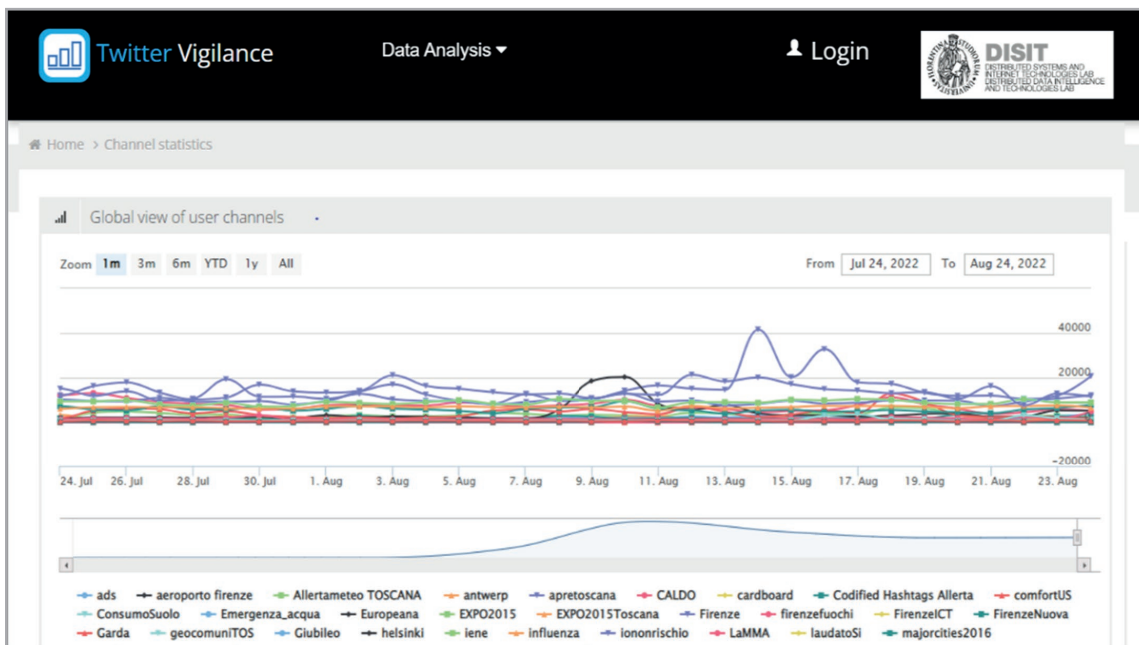 Twitter Vigilance
Data Analysis
Login
DISIT
DISTRIBUTED SYSTEMS AND
INTERNET TECHNOLOGIES LAB
DISTRIBUTED DATA INTELLIGENCE
AND TECHNOLOGIES LAB
Home > Channel statistics
Global view of user channels
Zoom 1m 3m 6m YTD 1y All
From Jul 24, 2022 To Aug 24, 2022
40000
20000
-20000
24. Jul 26. Jul 28. Jul 30. Jul 1. Aug 3. Aug 5. Aug 7. Aug 9. Aug 11. Aug 13. Aug 15. Aug 17. Aug 19. Aug 21. Aug 23. Aug
ads aeroporto firenze Allertameteo TOSCANA antwerp apretoscana CALDO cardboard Codified Hashtags Allerta comfortUS
ConsumoSuolo Emergenza_acqua Europeana EXPO2015 EXPO2015Toscana Firenze firenzefuochi FirenzeICT FirenzeNuova
Garda geocomuniTOS Giubileo helsinki iene influenza iononrischio LaMMA laudatoSi majorcities2016